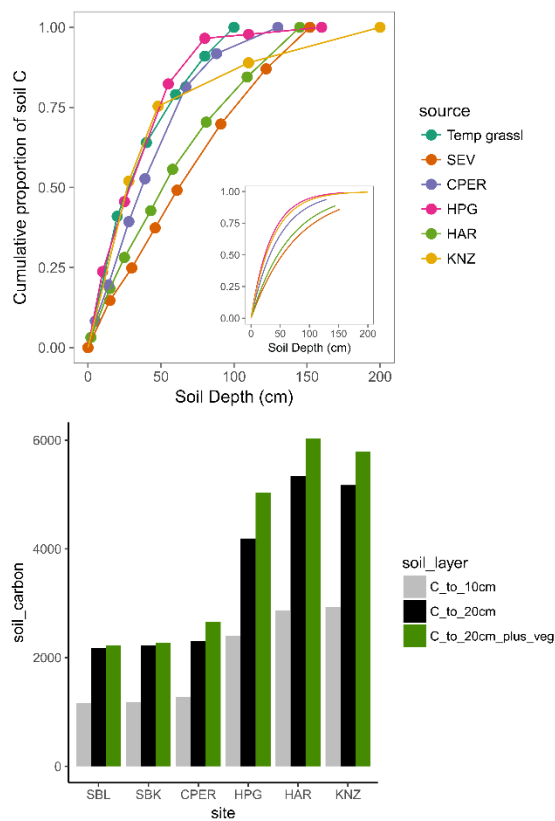 Cumulative proportion of soil C
1.00
0.75
0.50
0.25
0.00
0
50
100
150
200
Soil Depth (cm)
1.00
0.75
0.50
0.25
0.00
0
50
100
150
200
Soil Depth (cm)
source
Temp grassl
SEV
CPER
HPG
HAR
KNZ
soil_carbon
6000
4000
2000
0
SBL
SBK
CPER
HPG
HAR
KNZ
site
soil_layer
C_to_10cm
C_to_20cm
C_to_20cm_plus_veg